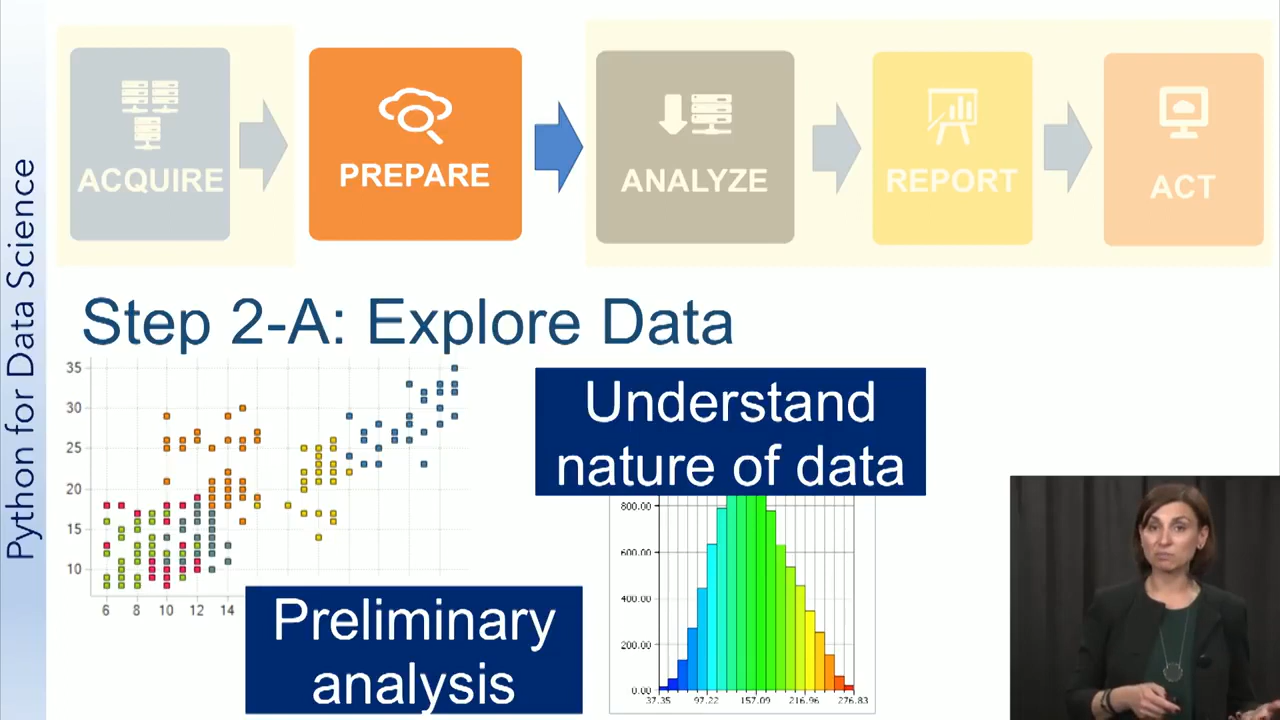 Python for Data Science
ACQUIRE
PREPARE
ANALYZE
REPORT
ACT
Step 2-A: Explore Data
35
30
25
20
15
10
6 8 10 12 14
Understand
nature of data
Preliminary
analysis
800.00
600.00
400.00
200.00
0.00
37.35 97.22 157.09 216.96 276.83